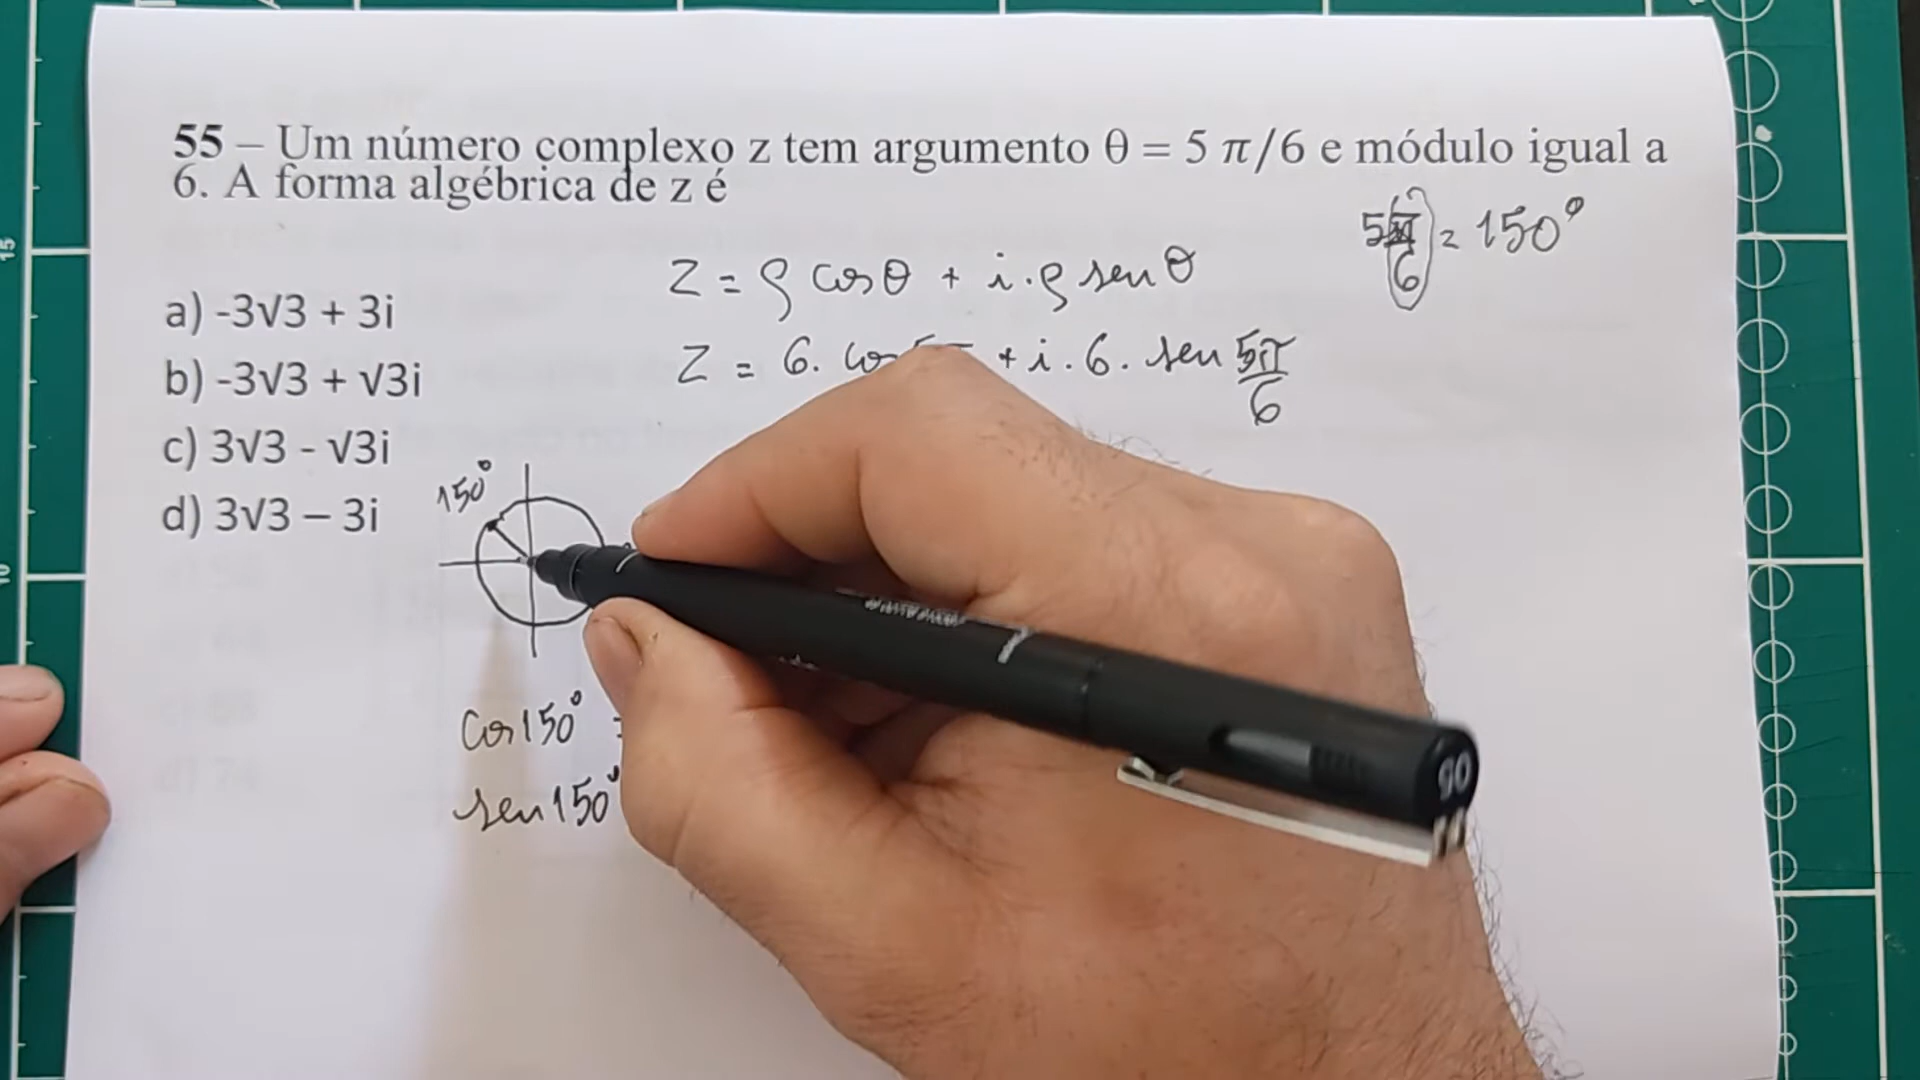 55 – Um número complexo z tem argumento θ = 5 π/6 e módulo igual a
6. A forma algébrica de z é
5π/6 = 150°
z = ρ cosθ + i.ρ senθ
z = 6. cos + i.6. sen 5π/6
a) -3√3 + 3i
b) -3√3 + √3i
c) 3√3 - √3i
d) 3√3 – 3i
150°
cos150° =
sen150°
05